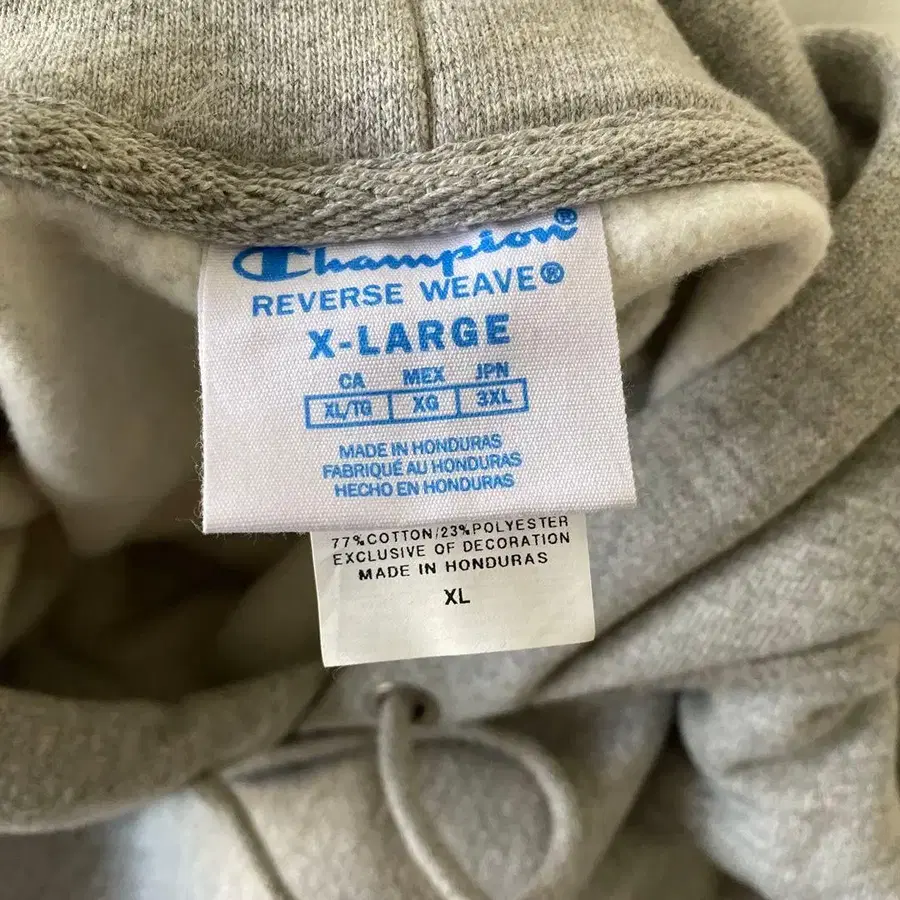 Champion®
REVERSE WEAVE®
X-LARGE
CA MEX JPN
XL/TG XG 3XL
MADE IN HONDURAS
FABRIQUÉ AU HONDURAS
HECHO EN HONDURAS
77%COTTON/23%POLYESTER
EXCLUSIVE OF DECORATION
MADE IN HONDURAS
XL